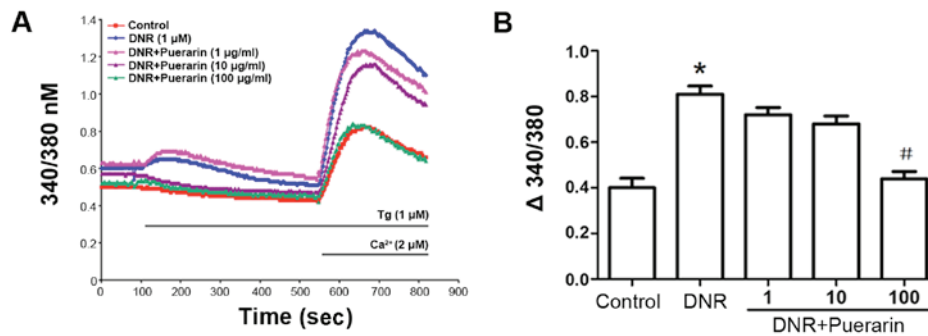 A
Control
DNR (1 μM)
DNR+Puerarin (1 μg/ml)
DNR+Puerarin (10 μg/ml)
DNR+Puerarin (100 μg/ml)
340/380 nM
1.4
1.2
1.0
0.8
0.6
0.4
0.2
0
Tg (1 μM)
Ca²⁺ (2 μM)
0 100 200 300 400 500 600 700 800 900
Time (sec)
B
Δ 340/380
1.0
0.8
0.6
0.4
0.2
0.0
*
#
Control DNR 1 10 100
DNR+Puerarin